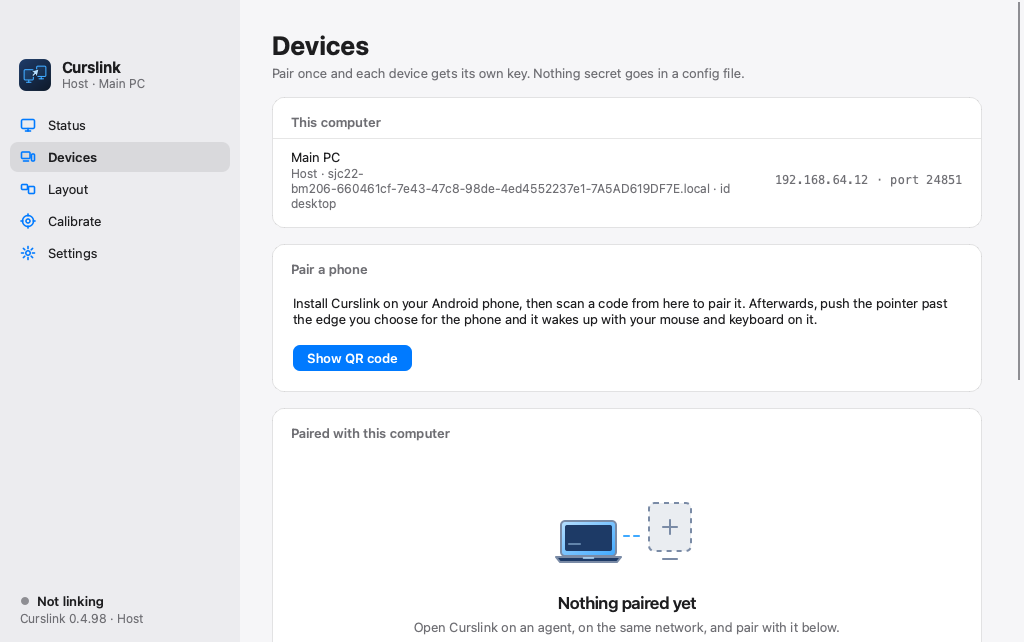 Curslink
Host · Main PC
Status
Devices
Layout
Calibrate
Settings
Not linking
Curslink 0.4.98 · Host
Devices
Pair once and each device gets its own key. Nothing secret goes in a config file.
This computer
Main PC
Host · sjc22-
bm206-660461cf-7e43-47c8-98de-4ed4552237e1-7A5AD619DF7E.local · id
desktop
192.168.64.12 · port 24851
Pair a phone
Install Curslink on your Android phone, then scan a code from here to pair it. Afterwards, push the pointer past
the edge you choose for the phone and it wakes up with your mouse and keyboard on it.
Show QR code
Paired with this computer
Nothing paired yet
Open Curslink on an agent, on the same network, and pair with it below.